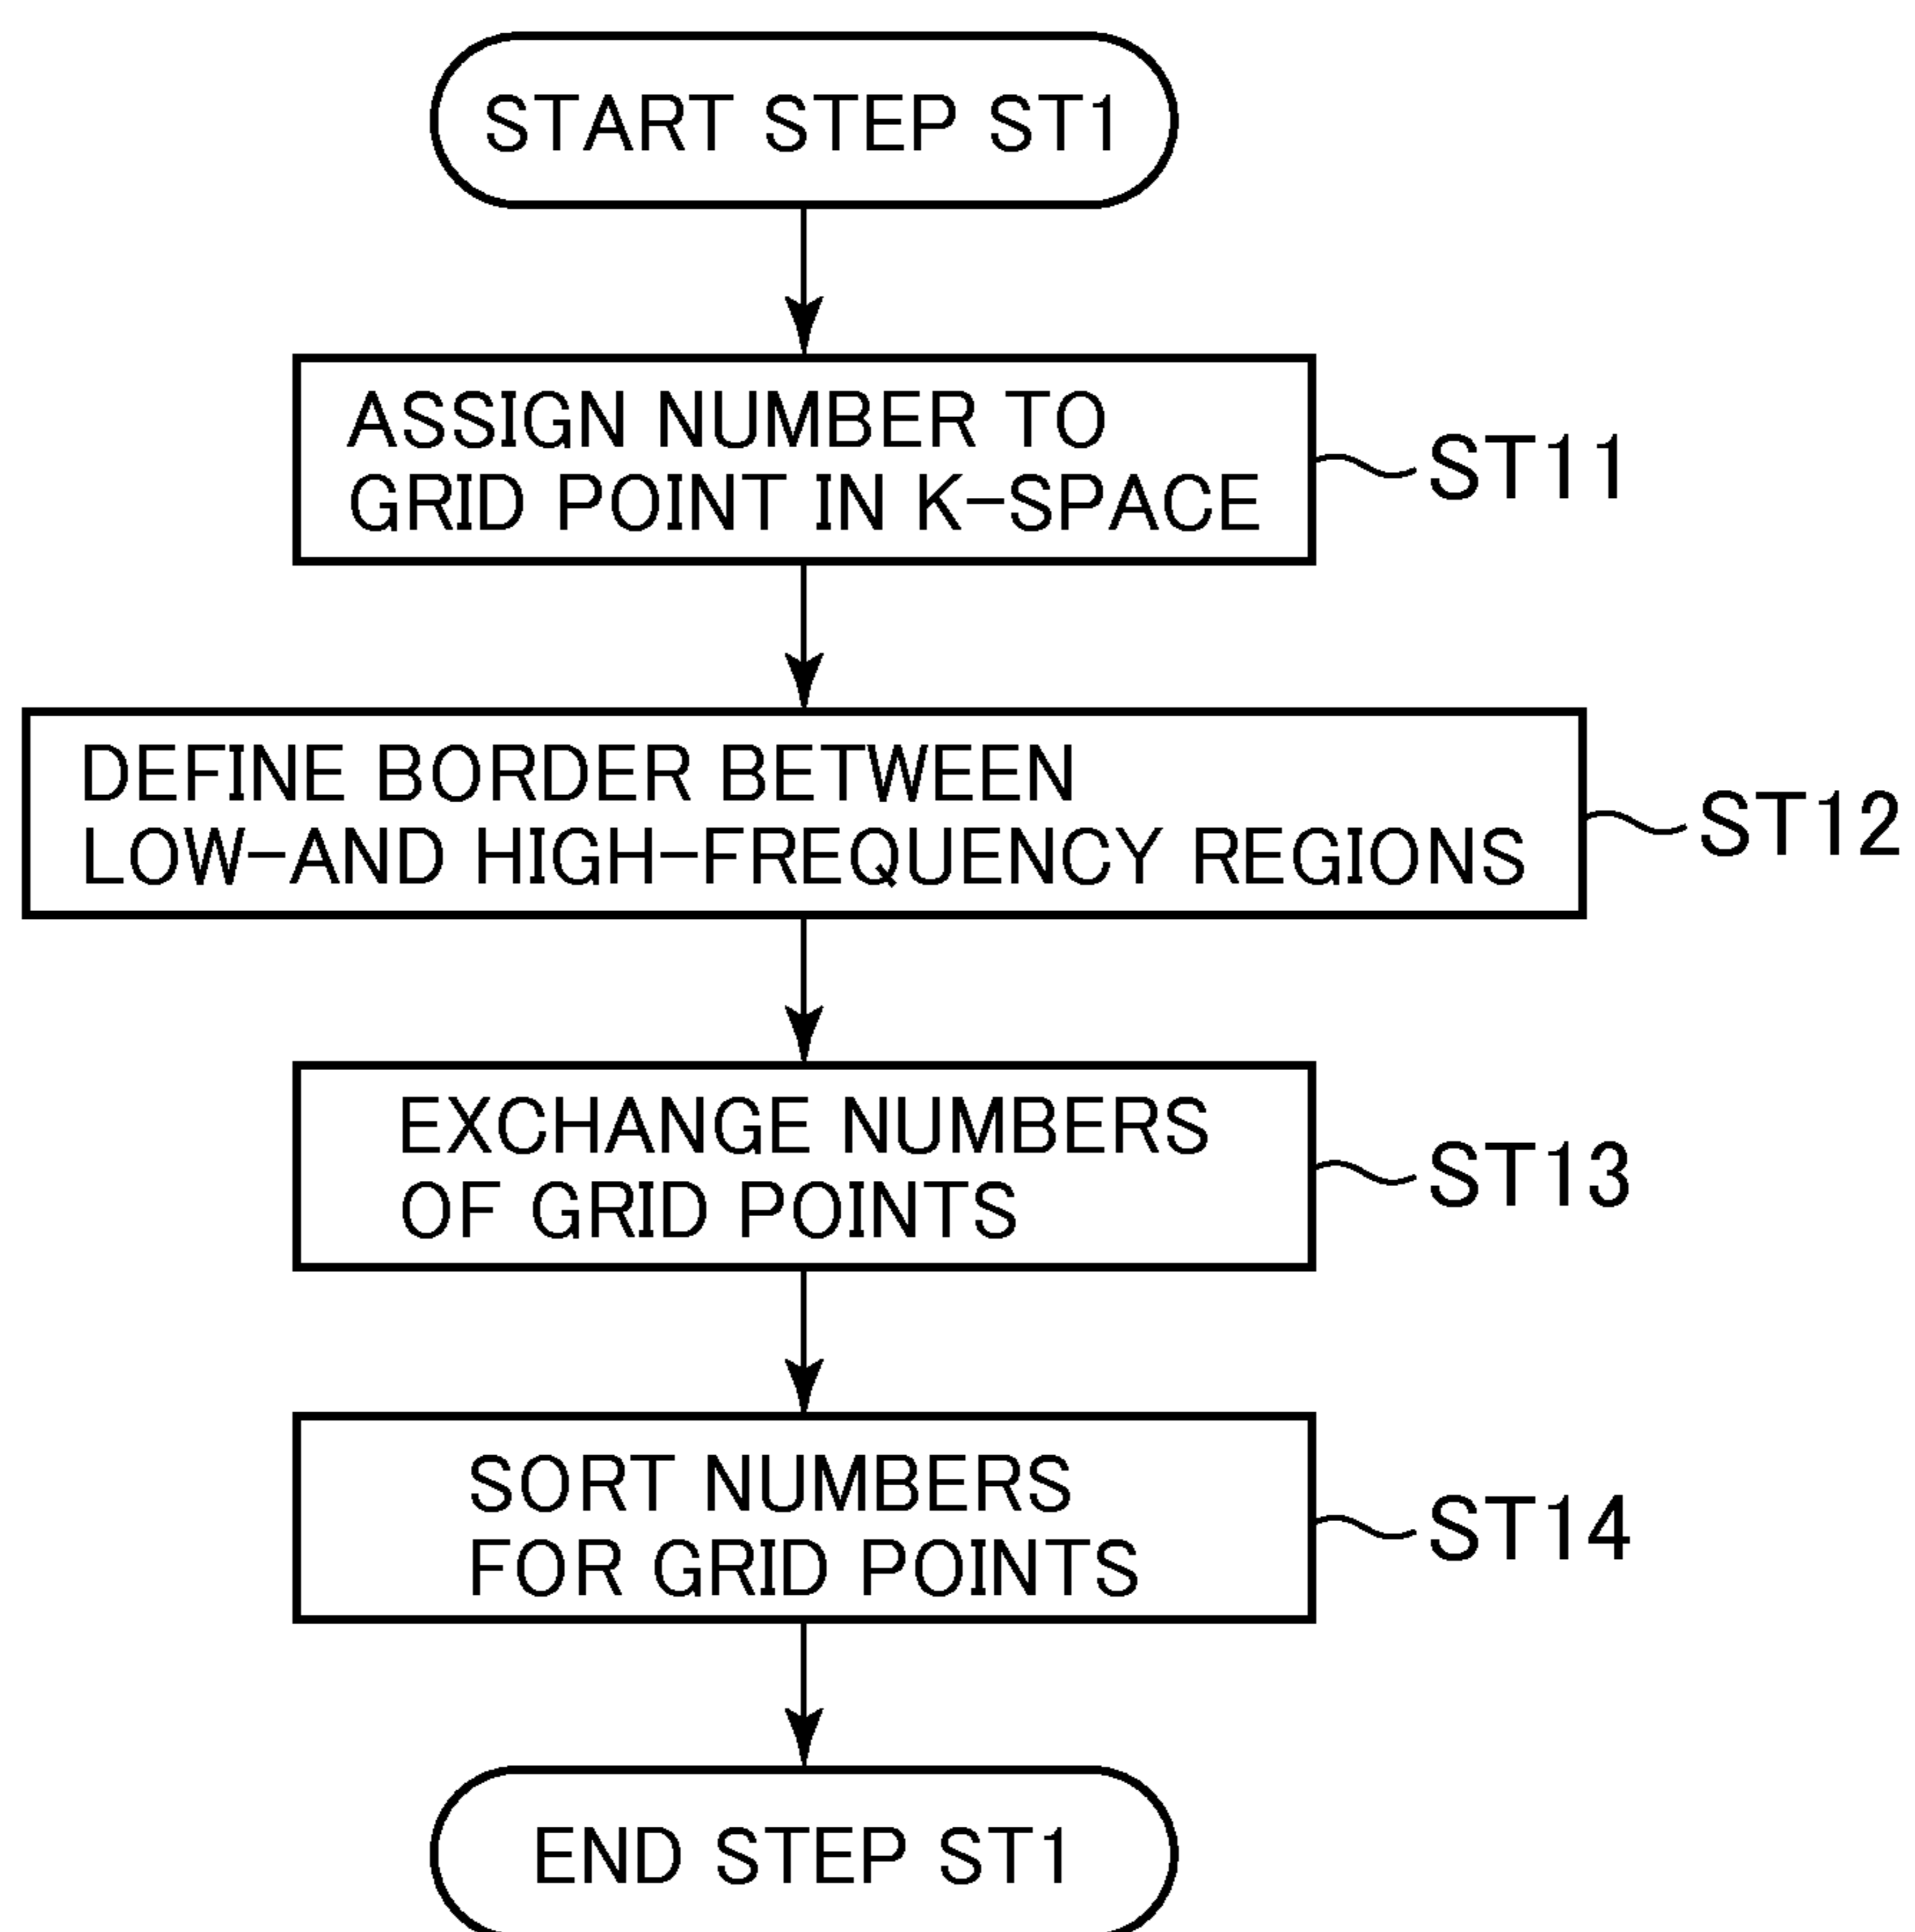 START STEP ST1
ASSIGN NUMBER TO
GRID POINT IN K-SPACE
ST11
DEFINE BORDER BETWEEN
LOW-AND HIGH-FREQUENCY REGIONS
ST12
EXCHANGE NUMBERS
OF GRID POINTS
ST13
SORT NUMBERS
FOR GRID POINTS
ST14
END STEP ST1